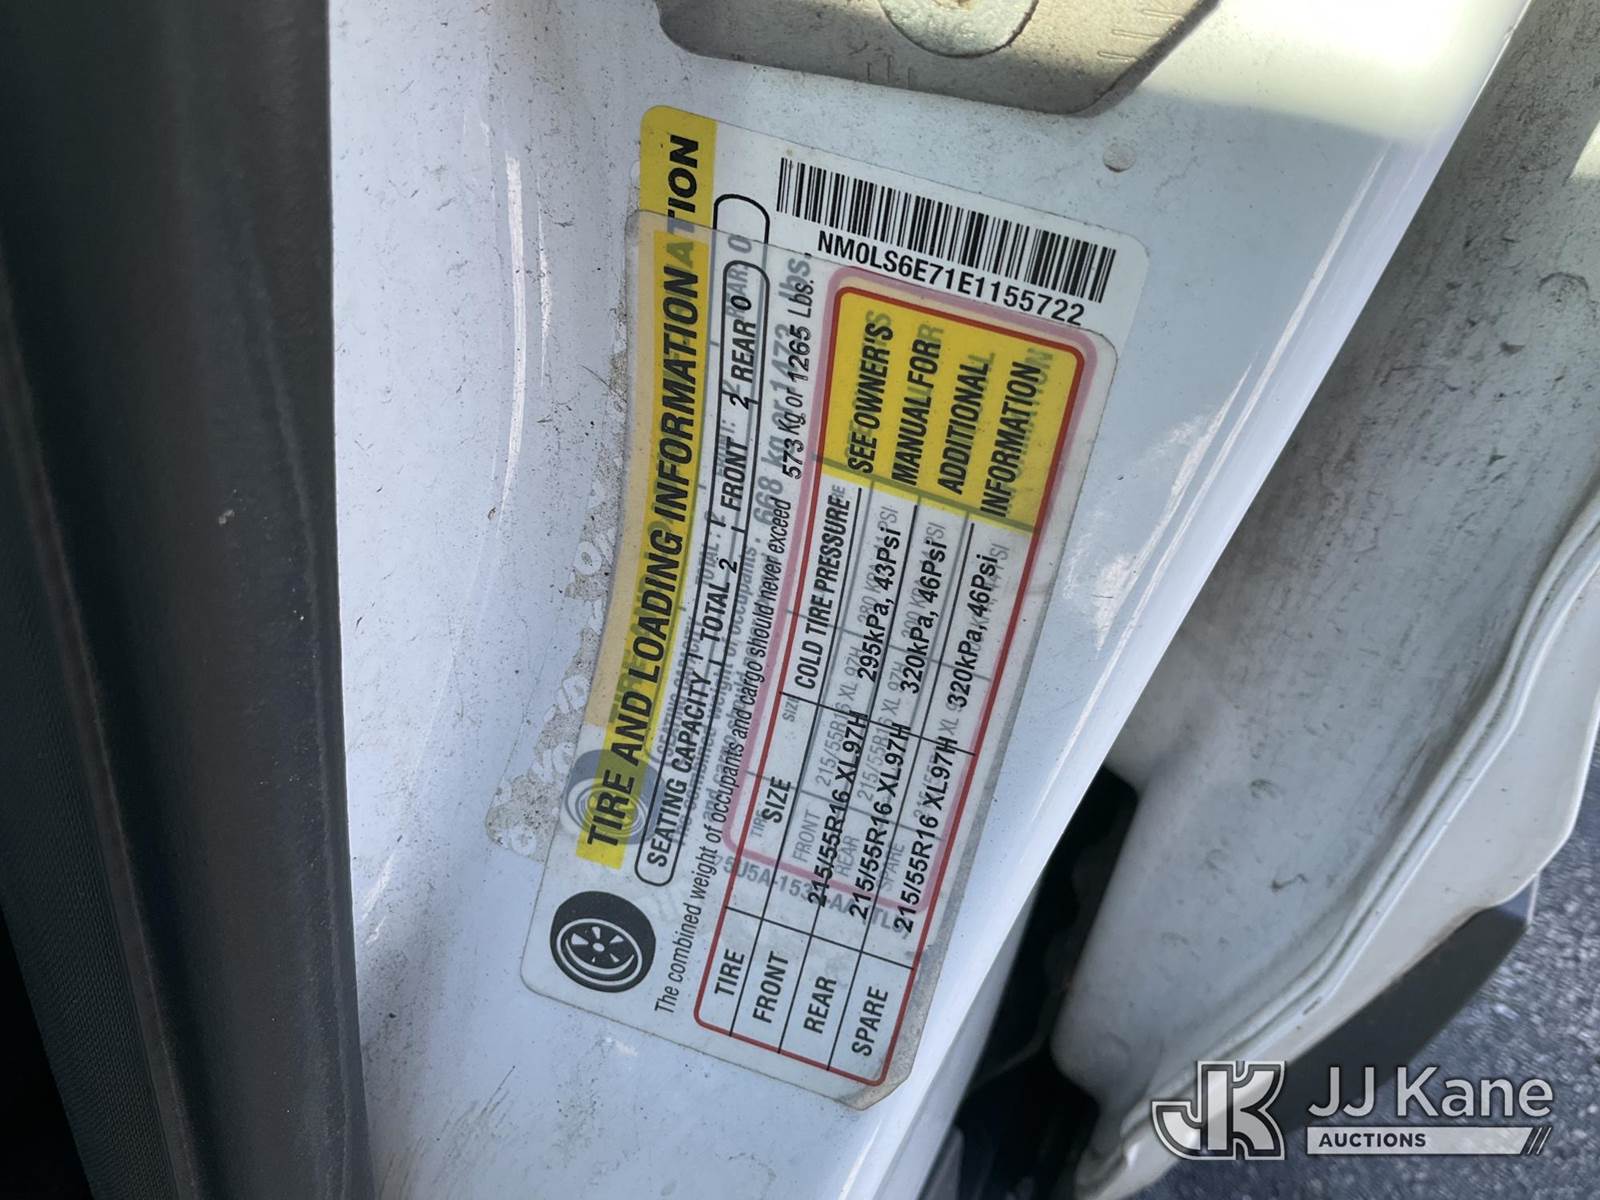 NM0LS6E71E1155722
TIRE AND LOADING INFORMATION
SEATING CAPACITY TOTAL 2 FRONT 2 REAR 0
The combined weight of occupants and cargo should never exceed 573 Kg or 1265 Lbs.
TIRE SIZE COLD TIRE PRESSURE
FRONT 215/55R16 XL97H 295kPa, 43Psi
REAR 215/55R16 XL97H 320kPa, 46Psi
SPARE 215/55R16 XL97H 320kPa, 46Psi
SEE OWNER'S
MANUAL FOR
ADDITIONAL
INFORMATION
JK JJ Kane
AUCTIONS